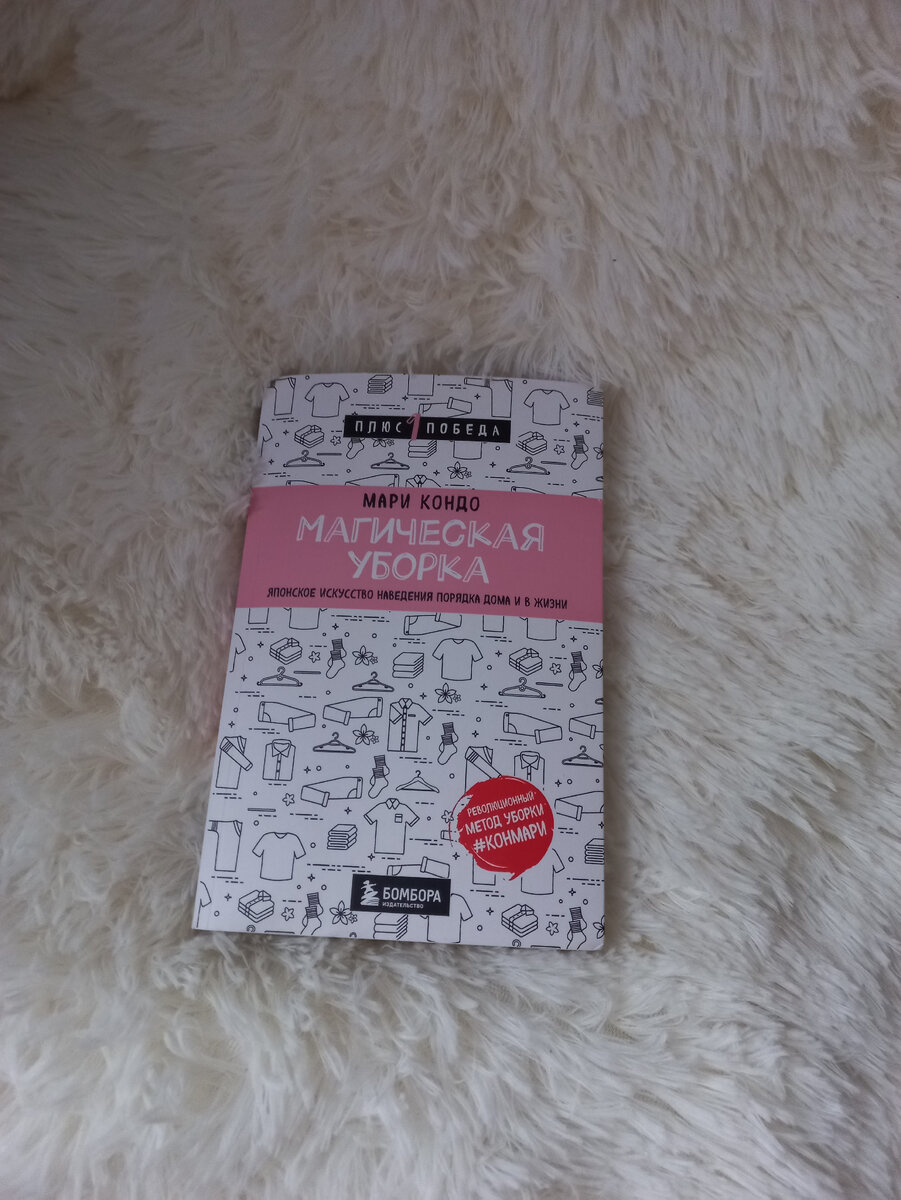 ПЛЮС 1 ПОБЕДА
МАРИ КОНДО
МАГИЧЕСКАЯ
УБОРКА
ЯПОНСКОЕ ИСКУССТВО НАВЕДЕНИЯ ПОРЯДКА ДОМА И В ЖИЗНИ
РЕВОЛЮЦИОННЫЙ
МЕТОД УБОРКИ
#КОНМАРИ
БОМБОРА
ИЗДАТЕЛЬСТВО